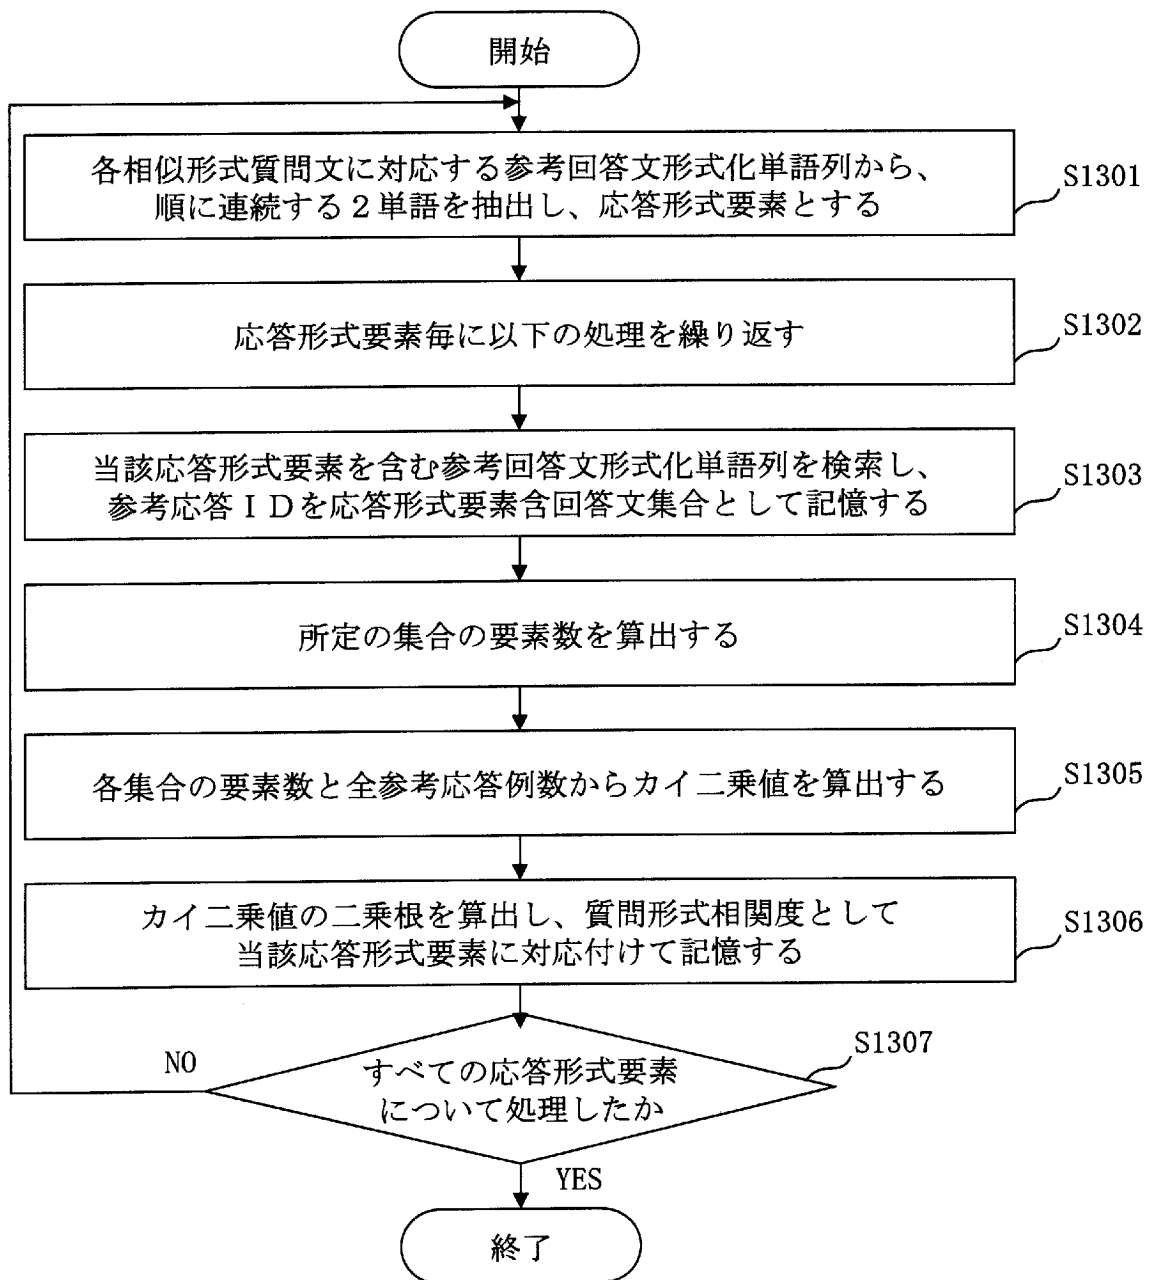 開始
各相似形式質問文に対応する参考回答文形式化単語列から、
順に連続する2単語を抽出し、応答形式要素とする
S1301
応答形式要素毎に以下の処理を繰り返す
S1302
当該応答形式要素を含む参考回答文形式化単語列を検索し、
参考応答IDを応答形式要素含回答文集合として記憶する
S1303
所定の集合の要素数を算出する
S1304
各集合の要素数と全参考応答例数からカイ二乗値を算出する
S1305
カイ二乗値の二乗根を算出し、質問形式相関度として
当該応答形式要素に対応付けて記憶する
S1306
すべての応答形式要素
について処理したか
S1307
NO
YES
終了